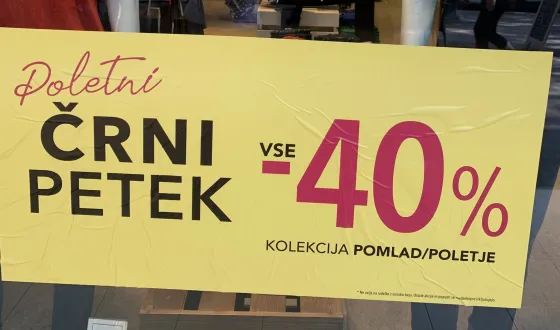 Poletni
ČRNI
PETEK
VSE
-40%
KOLEKCIJA POMLAD/POLETJE